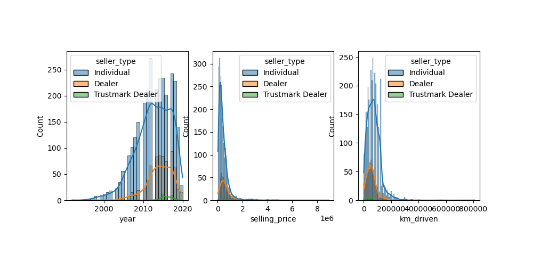 seller_type
Individual
Dealer
Trustmark Dealer
Count
250
200
150
100
50
0
2000
2010
2020
year
seller_type
Individual
Dealer
Trustmark Dealer
Count
300
250
200
150
100
50
0
0
2
4
6
8
1e6
selling_price
seller_type
Individual
Dealer
Trustmark Dealer
Count
250
200
150
100
50
0
0
200000
400000
600000
800000
km_driven